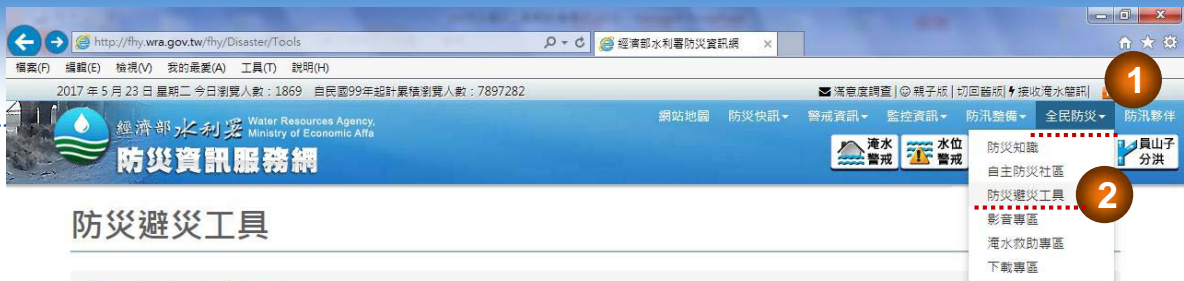 http://fhy.wra.gov.tw/fhy/Disaster/Tools
經濟部水利署防災資訊網
檔案(F) 編輯(E) 檢視(V) 我的最愛(A) 工具(T) 說明(H)
1
2017 年 5 月 23 日 星期二 今日瀏覽人數：1869 自民國99年起計累積瀏覽人數：7897282
滿意度調查|親子版|切回舊版|接收淹水簡訊|
經濟部水利署 Water Resources Agency,
Ministry of Economic Affa
網站地圖 防災快訊 警戒資訊 監控資訊 防汛整備 全民防災 防汛夥伴
防災資訊服務網
淹水
警戒
水位
警戒
員山子
分洪
防災知識
自主防災社區
防災避災工具
2
影音專區
淹水救助專區
下載專區
防災避災工具